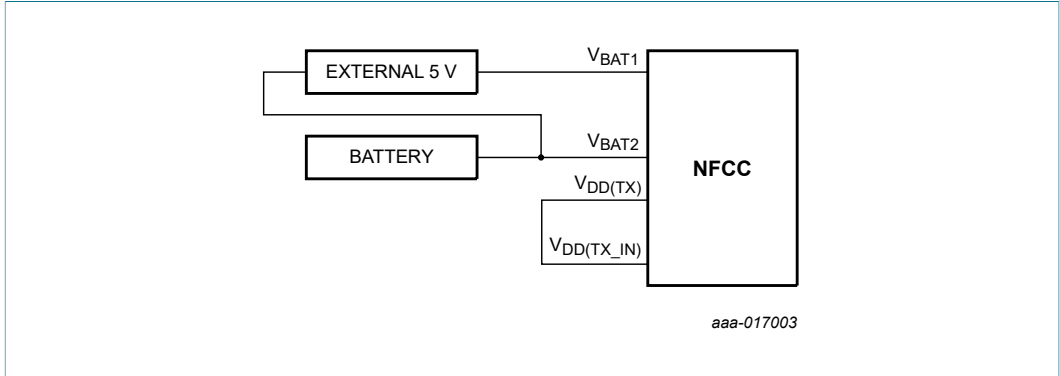 EXTERNAL 5 V
VBAT1
BATTERY
VBAT2
NFCC
VDD(TX)
VDD(TX_IN)
aaa-017003